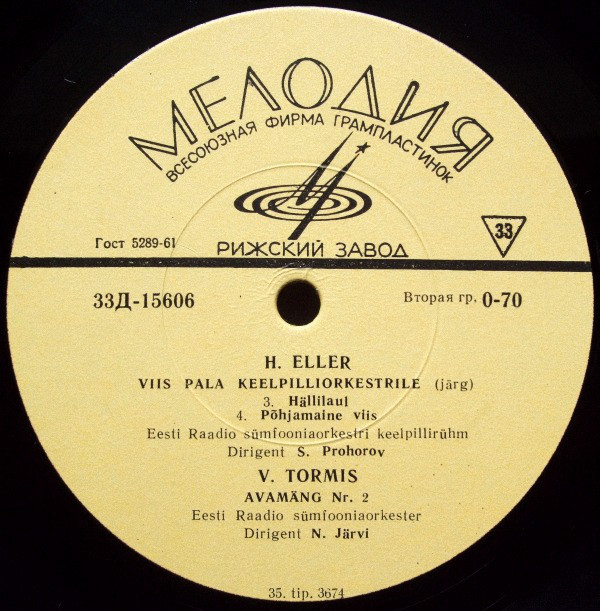 МЕЛОДИЯ
ВСЕСОЮЗНАЯ ФИРМА ГРАМПЛАСТИНОК
Гост 5289-61
РИЖСКИЙ ЗАВОД
33
33Д-15606
Вторая гр. 0-70
H. ELLER
VIIS PALA KEELPILLIORKESTRILE (järg)
3. Hällilaul
4. Põhjamaine viis
Eesti Raadio sümfooniaorkestri keelpillirühm
Dirigent S. Prohorov
V. TORMIS
AVAMÄNG Nr. 2
Eesti Raadio sümfooniaorkester
Dirigent N. Järvi
35. tip. 3674